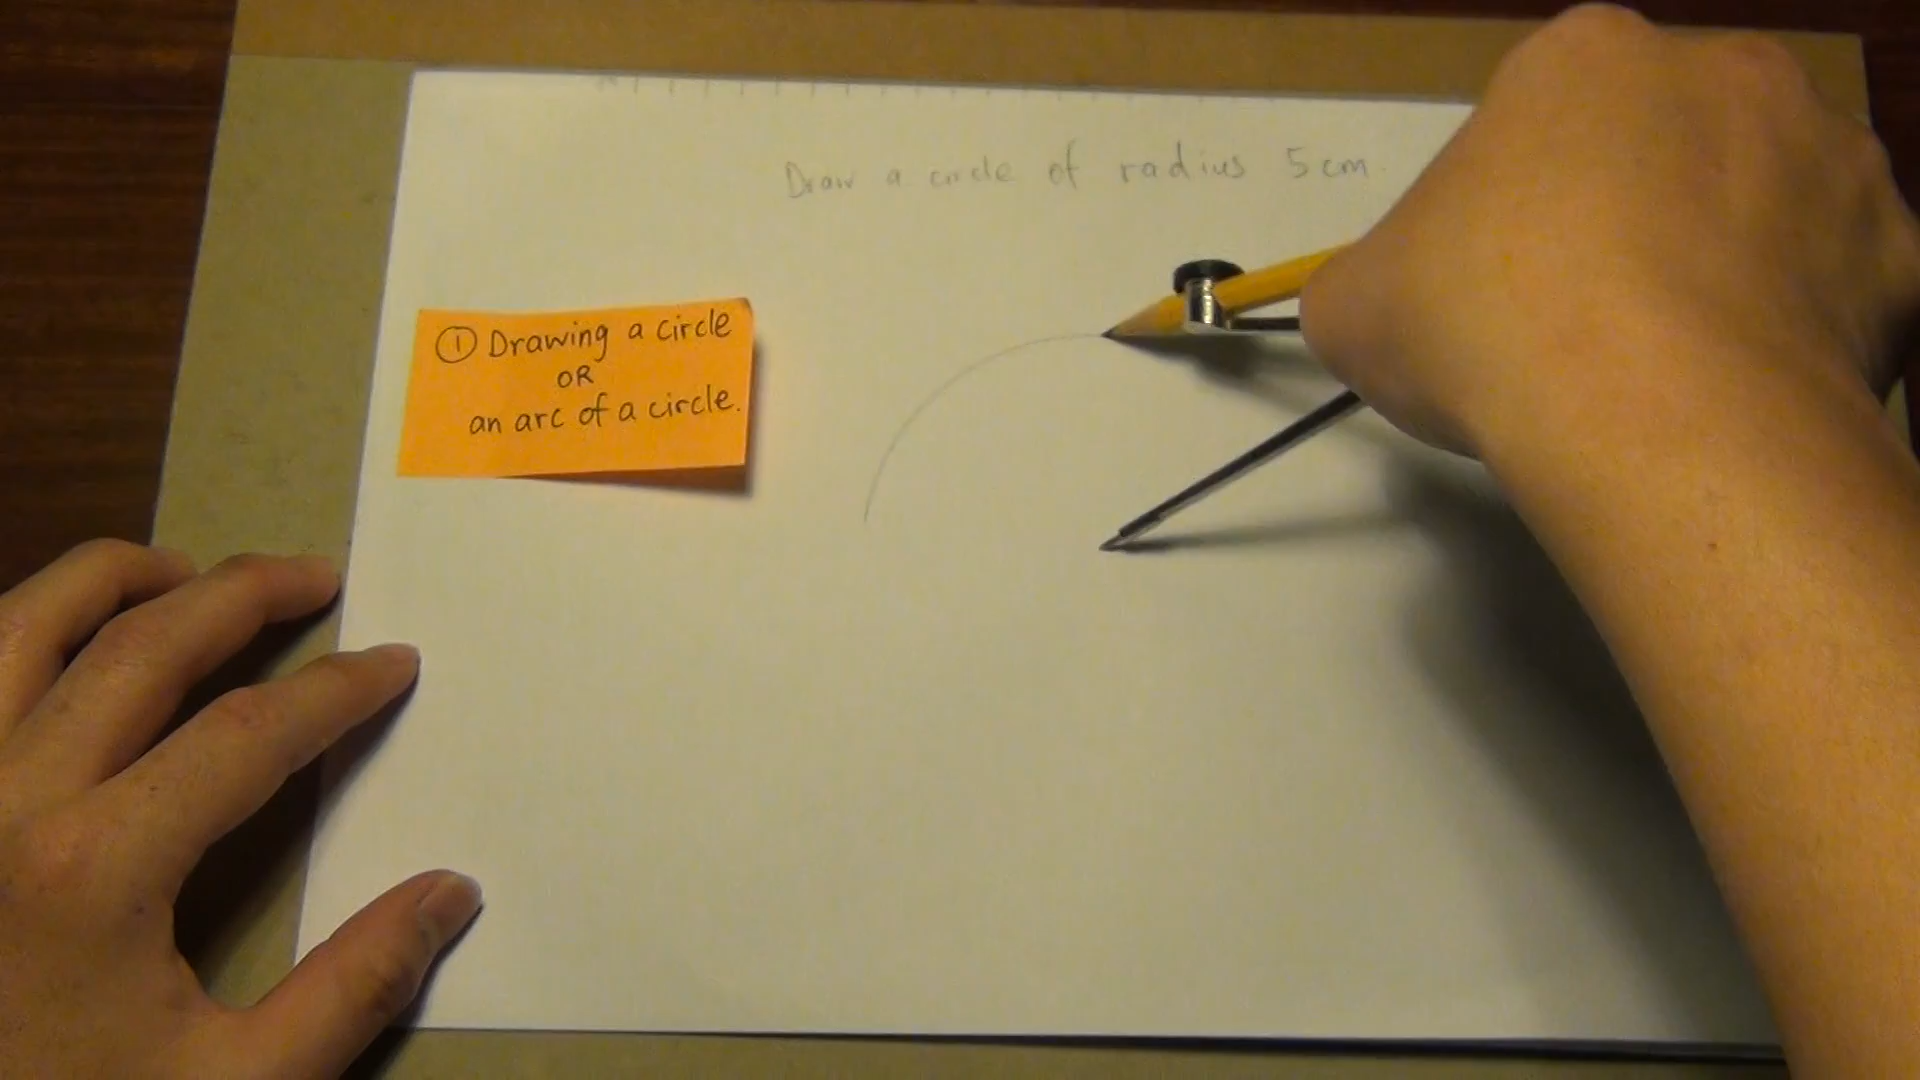 Draw a circle of radius 5 cm.
① Drawing a circle
OR
an arc of a circle.